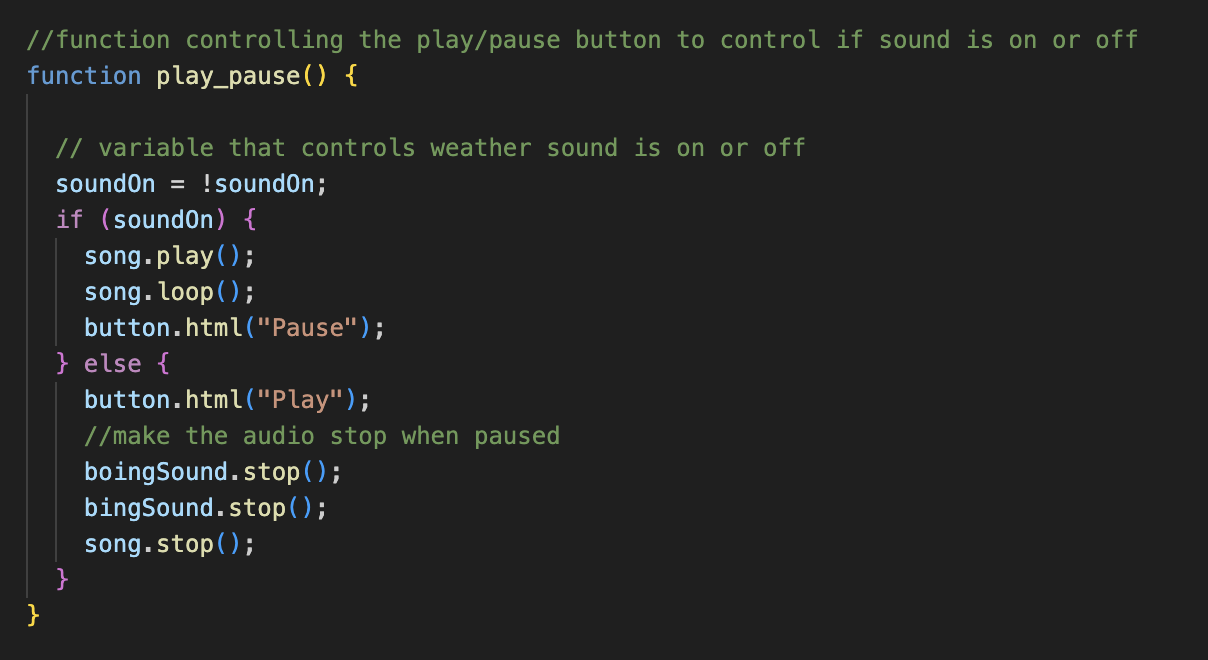 //function controlling the play/pause button to control if sound is on or off
function play_pause() {
// variable that controls weather sound is on or off
soundOn = !soundOn;
if (soundOn) {
song.play();
song.loop();
button.html("Pause");
} else {
button.html("Play");
//make the audio stop when paused
boingSound.stop();
bingSound.stop();
song.stop();
}
}